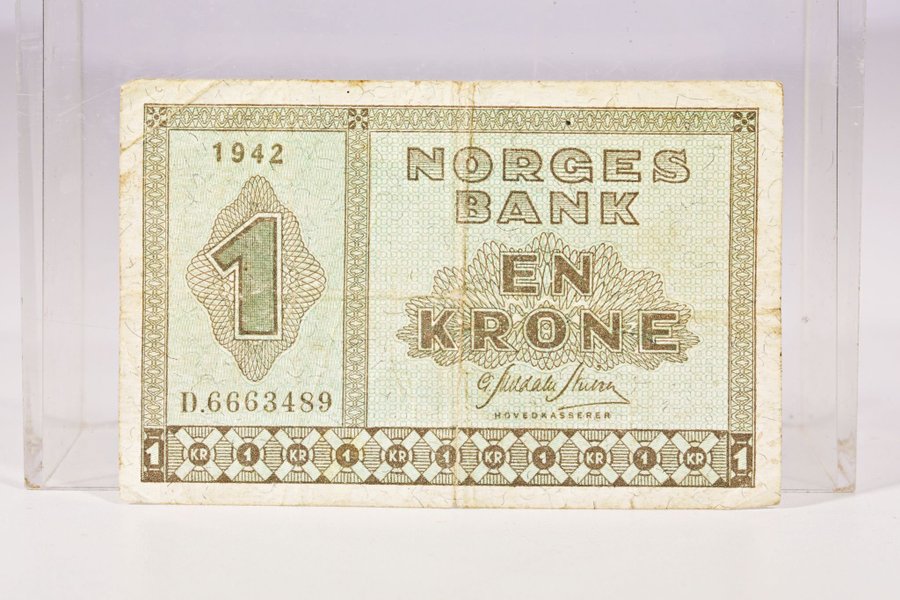 1942
NORGES
BANK
1
EN
KRONE
D.6663489
HOVEDKASSERER
1 KR 1 KR 1 KR 1 KR 1 KR 1 KR 1